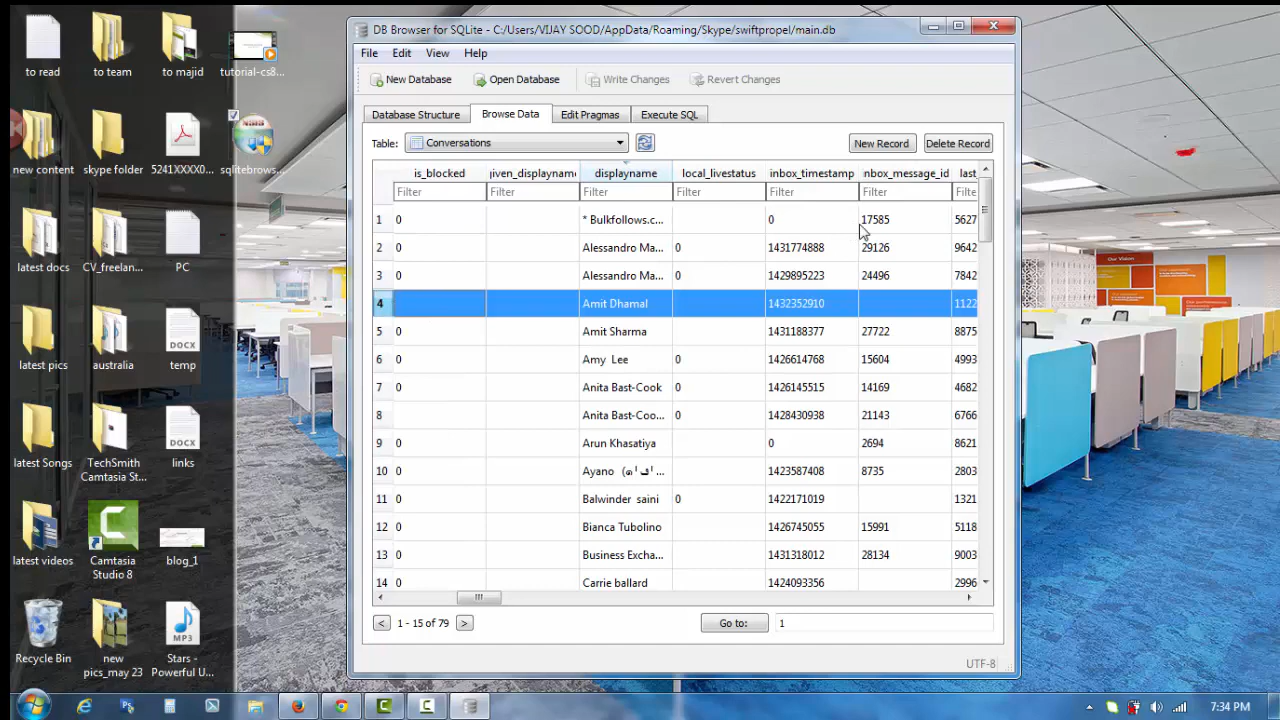 to read
to team
to majid
tutorial-cs8...
new content
skype folder
5241XXXX0...
sqlitebrows...
latest docs
CV_freelan...
PC
latest pics
australia
temp
latest Songs
TechSmith
Camtasia St...
links
latest videos
Camtasia
Studio 8
blog_1
Recycle Bin
new
pics_may 23
Stars -
Powerful U...
DB Browser for SQLite - C:/Users/VIJAY SOOD/AppData/Roaming/Skype/swiftpropel/main.db
File Edit View Help
New Database Open Database Write Changes Revert Changes
Database Structure Browse Data Edit Pragmas Execute SQL
Table: Conversations New Record Delete Record
is_blocked jiven_displaynam displayname local_livestatus inbox_timestamp inbox_message_id last
Filter Filter Filter Filter Filter Filter Filte
1 0 * Bulkfollows.c... 0 17585 5627
2 0 Alessandro Ma... 0 1431774888 29126 9642
3 0 Alessandro Ma... 0 1429895223 24496 7842
4 Amit Dhamal 1432352910 1122
5 0 Amit Sharma 1431188377 27722 8875
6 0 Amy Lee 0 1426614768 15604 4993
7 0 Anita Bast-Cook 0 1426145515 14169 4682
8 0 Anita Bast-Coo... 0 1428430938 21143 6766
9 0 Arun Khasatiya 0 2694 8621
10 0 Ayano 1423587408 8735 2803
11 0 Balwinder saini 0 1422171019 1321
12 0 Bianca Tubolino 1426745055 15991 5118
13 0 Business Excha... 1431318012 28134 9003
14 0 Carrie ballard 1424093356 2996
< 1 - 15 of 79 > Go to: 1
UTF-8
Our Vision
7:34 PM